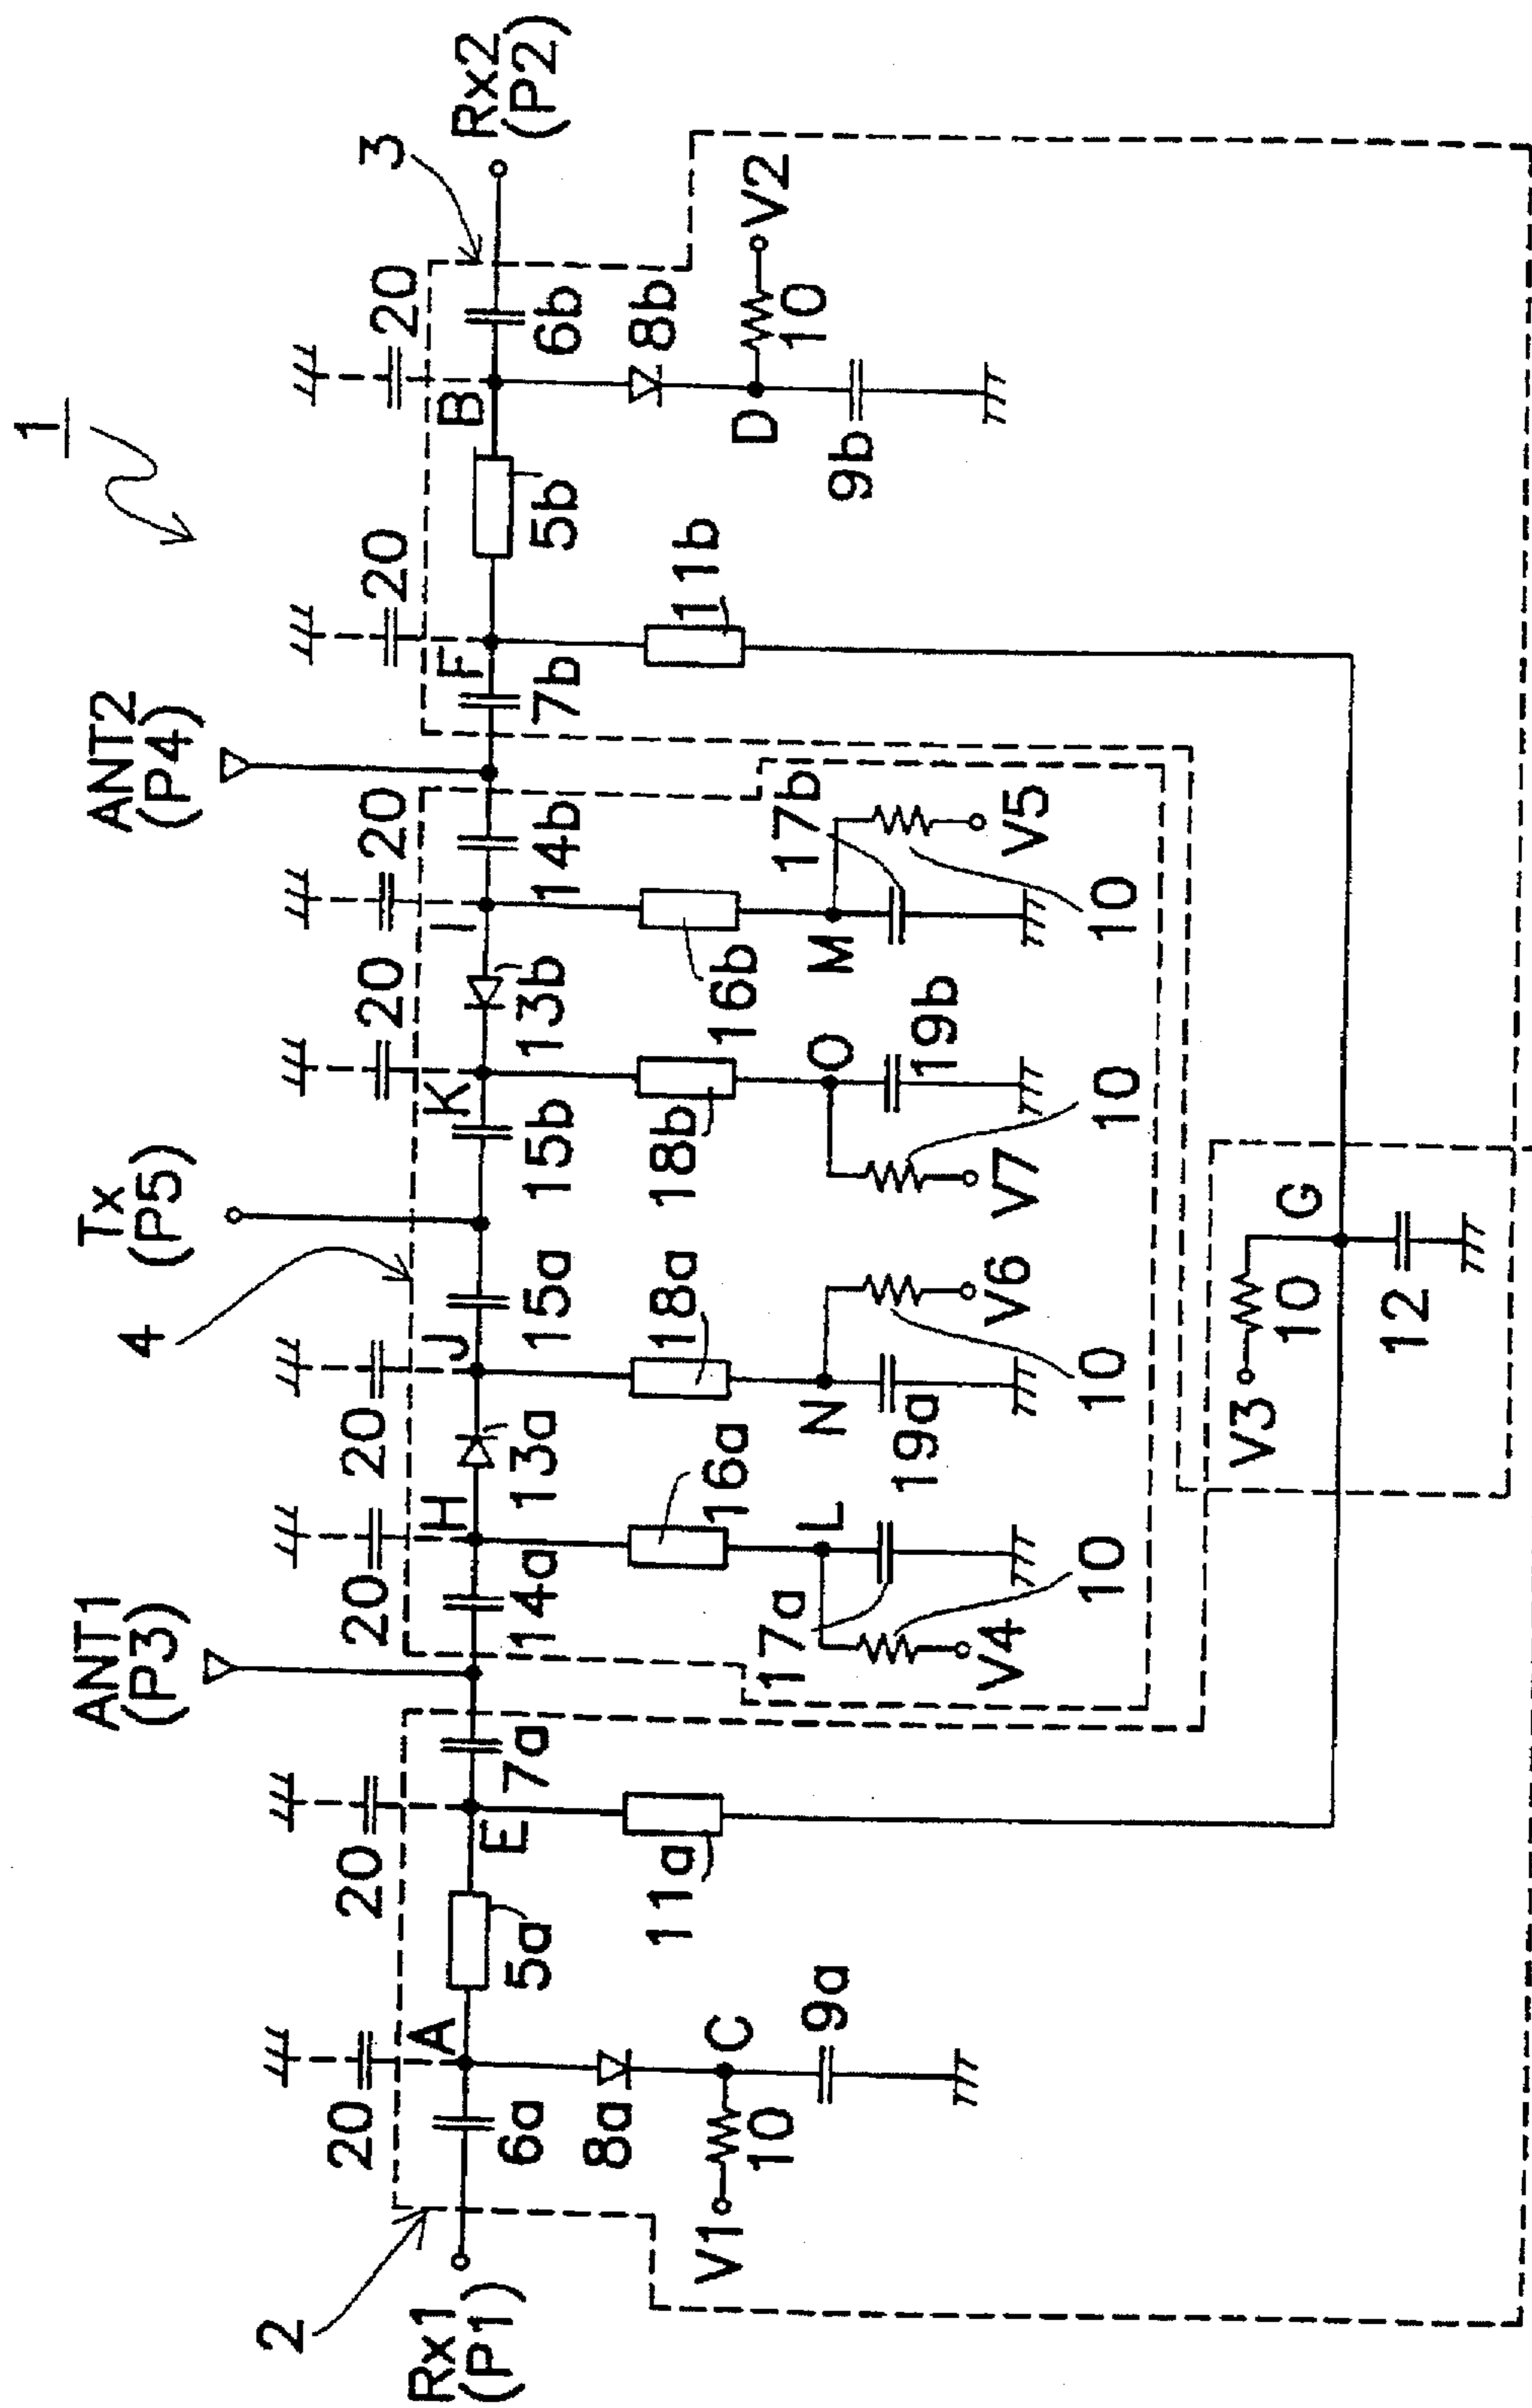 1
ANT1
(P3)
Tx
(P5)
ANT2
(P4)
2
4
3
20
20
20
20
20
20
20
20
Rx1
(P1)
6a
A
5a
E
7a
14a
H
13a
J
15a
15b
K
13b
I
14b
7b
F
5b
B
6b
Rx2
(P2)
8a
11a
16a
18a
18b
16b
11b
8b
V1
10
C
9a
17a
L
V4
10
N
19a
V6
10
O
19b
V7
10
M
17b
V5
10
D
10
V2
9b
V3
10
G
12